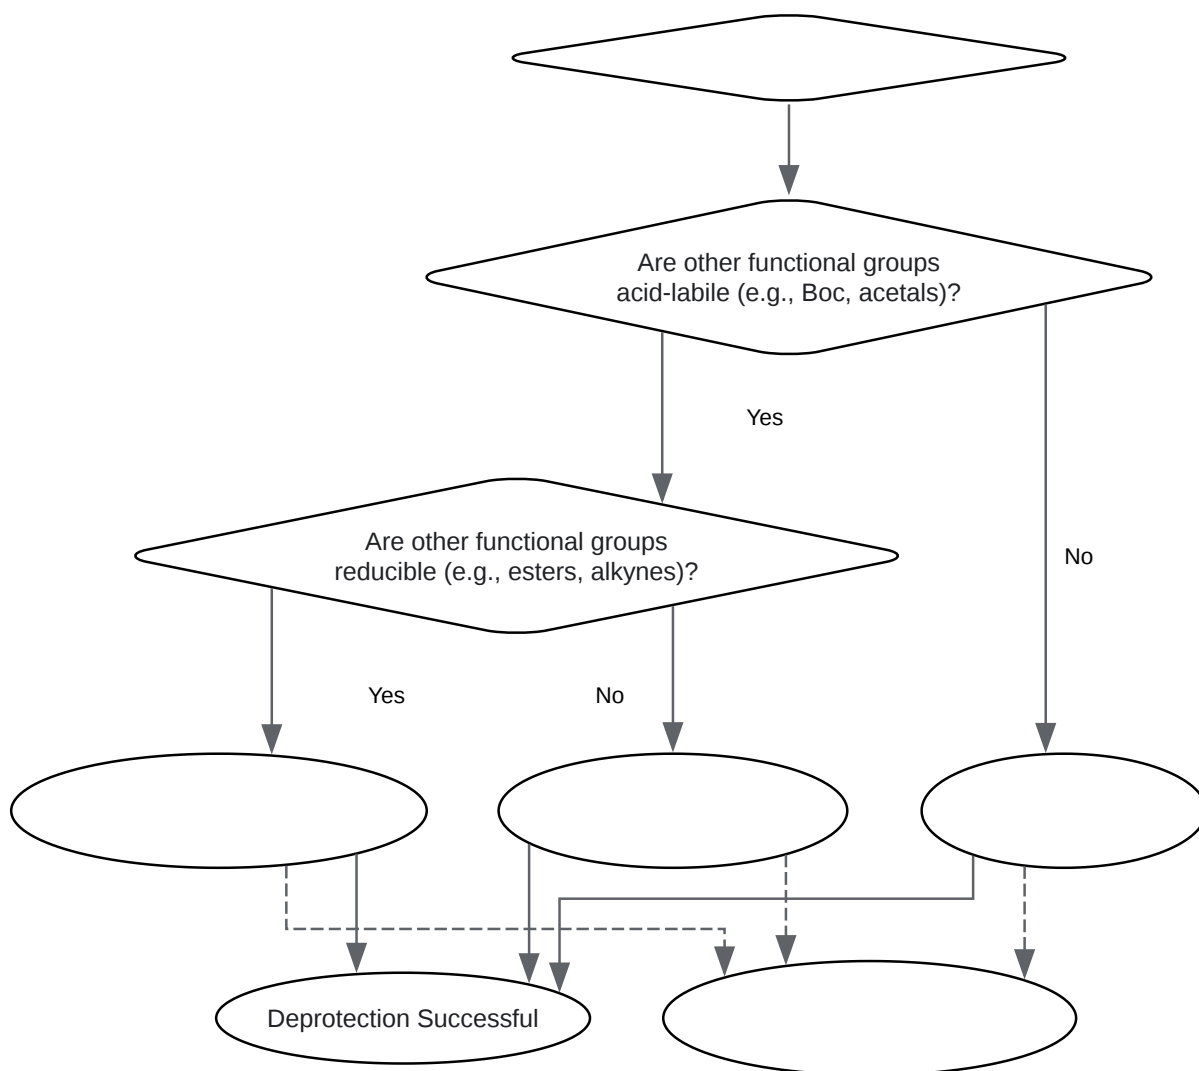 Are other functional groups
acid-labile (e.g., Boc, acetals)?
Yes
Are other functional groups
reducible (e.g., esters, alkynes)?
No
Yes
No
Deprotection Successful